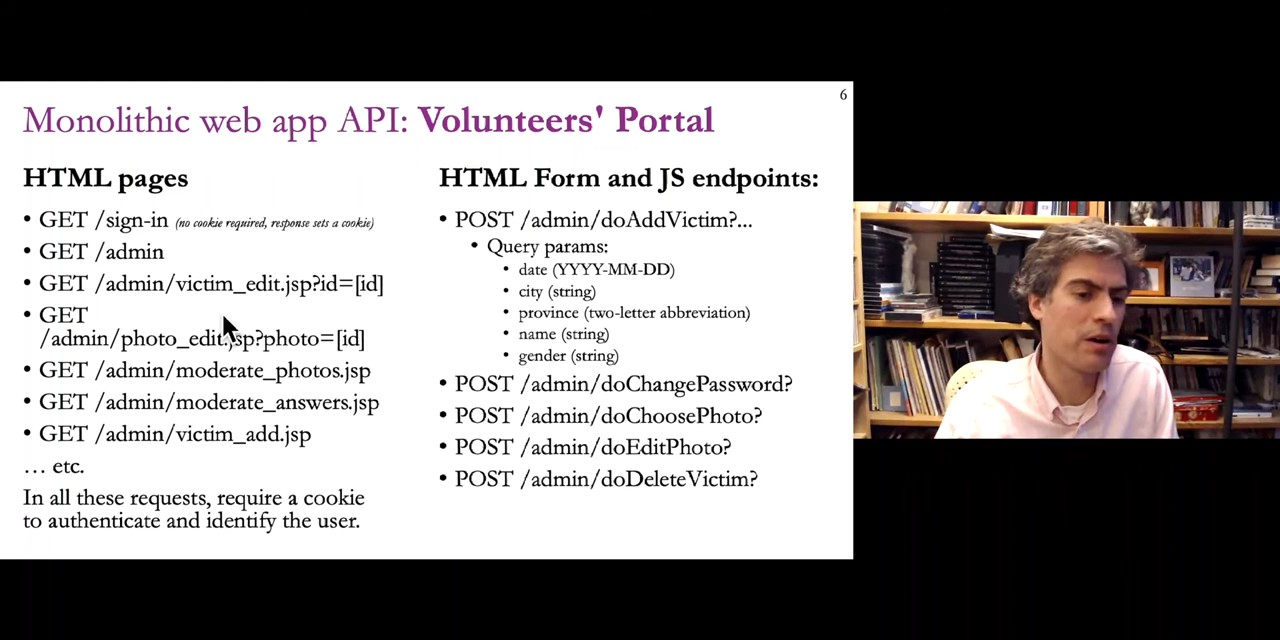 6
Monolithic web app API: Volunteers' Portal
HTML pages
• GET /sign-in (no cookie required, response sets a cookie)
• GET /admin
• GET /admin/victim_edit.jsp?id=[id]
• GET
/admin/photo_edit.jsp?photo=[id]
• GET /admin/moderate_photos.jsp
• GET /admin/moderate_answers.jsp
• GET /admin/victim_add.jsp
... etc.
In all these requests, require a cookie
to authenticate and identify the user.
HTML Form and JS endpoints:
• POST /admin/doAddVictim?...
• Query params:
• date (YYYY-MM-DD)
• city (string)
• province (two-letter abbreviation)
• name (string)
• gender (string)
• POST /admin/doChangePassword?
• POST /admin/doChoosePhoto?
• POST /admin/doEditPhoto?
• POST /admin/doDeleteVictim?